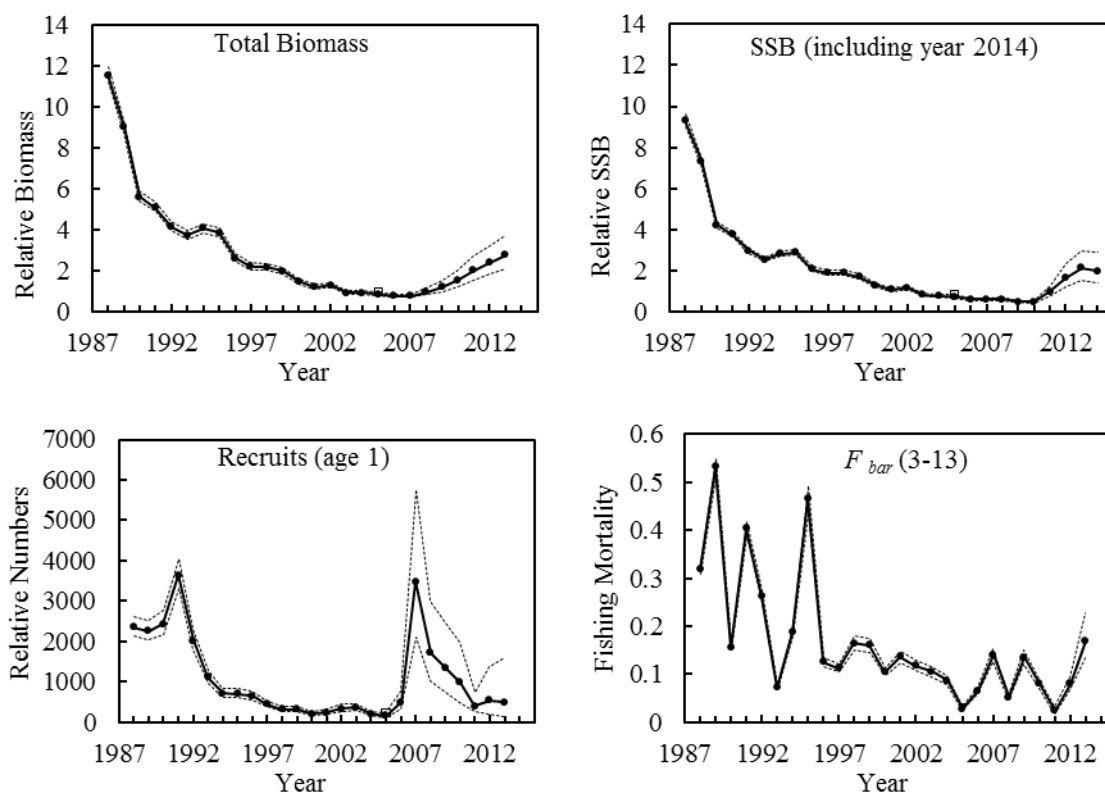 Total Biomass
Relative Biomass
14
12
10
8
6
4
2
0
1987 1992 1997 2002 2007 2012
Year
SSB (including year 2014)
Relative SSB
14
12
10
8
6
4
2
0
1987 1992 1997 2002 2007 2012
Year
Recruits (age 1)
Relative Numbers
7000
6000
5000
4000
3000
2000
1000
0
1987 1992 1997 2002 2007 2012
Year
F bar (3-13)
Fishing Mortality
0.6
0.5
0.4
0.3
0.2
0.1
0.0
1987 1992 1997 2002 2007 2012
Year